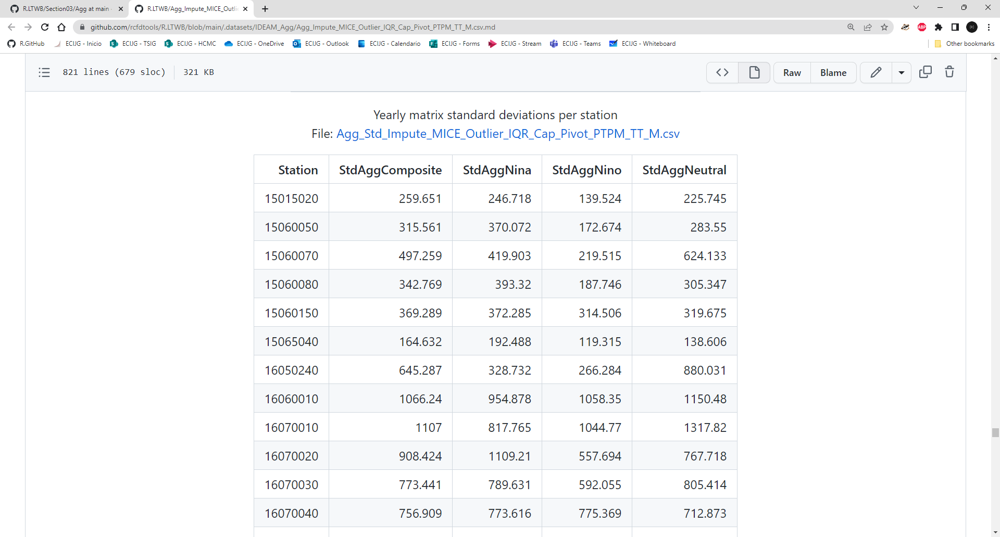 R.LTWB/Section03/Agg at main
R.LTWB/Agg_Impute_MICE_Outli
github.com/rcfdtools/R.LTWB/blob/main/.datasets/IDEAM_Agg/Agg_Impute_MICE_Outlier_IQR_Cap_Pivot_PTPM_TT_M.csv.md
ABP
R.GitHub
ECIJG - Inicio
ECIJG - TSIG
ECIJG - HCMC
ECIJG - OneDrive
ECIJG - Outlook
ECIJG - Calendario
ECIJG - Forms
ECIJG - Stream
ECIJG - Teams
ECIJG - Whiteboard
Other bookmarks
821 lines (679 sloc) 321 KB
Raw Blame
Yearly matrix standard deviations per station
File: Agg_Std_Impute_MICE_Outlier_IQR_Cap_Pivot_PTPM_TT_M.csv
Station StdAggComposite StdAggNina StdAggNino StdAggNeutral
15015020 259.651 246.718 139.524 225.745
15060050 315.561 370.072 172.674 283.55
15060070 497.259 419.903 219.515 624.133
15060080 342.769 393.32 187.746 305.347
15060150 369.289 372.285 314.506 319.675
15065040 164.632 192.488 119.315 138.606
16050240 645.287 328.732 266.284 880.031
16060010 1066.24 954.878 1058.35 1150.48
16070010 1107 817.765 1044.77 1317.82
16070020 908.424 1109.21 557.694 767.718
16070030 773.441 789.631 592.055 805.414
16070040 756.909 773.616 775.369 712.873